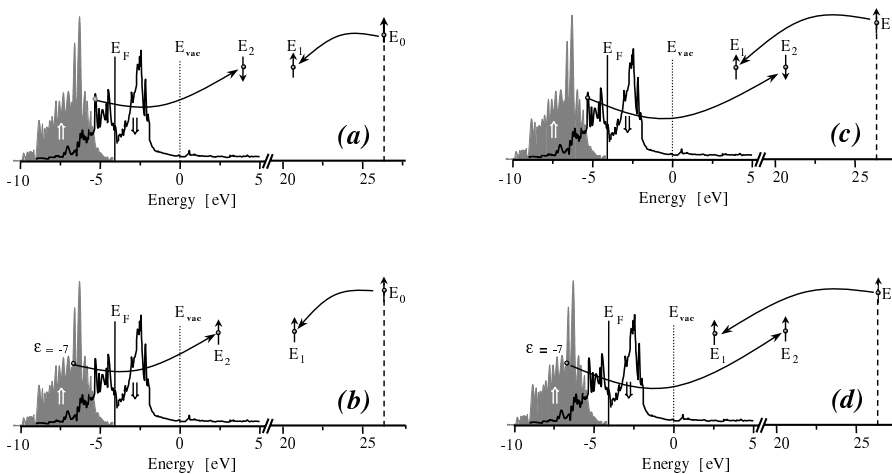 E_F E_vac E_2 E_1 E_0
⇑ ⇓ (a)
-10 -5 0 5 20 25
Energy [eV]
E_F E_vac E_1 E_2 E
⇑ ⇓ (c)
-10 -5 0 5 20 25
Energy [eV]
E_F E_vac E_2 E_1 E_0
ε = -7
⇑ ⇓ (b)
-10 -5 0 5 20 25
Energy [eV]
E_F E_vac E_1 E_2 E
ε = -7
⇑ ⇓ (d)
-10 -5 0 5 20 25
Energy [eV]